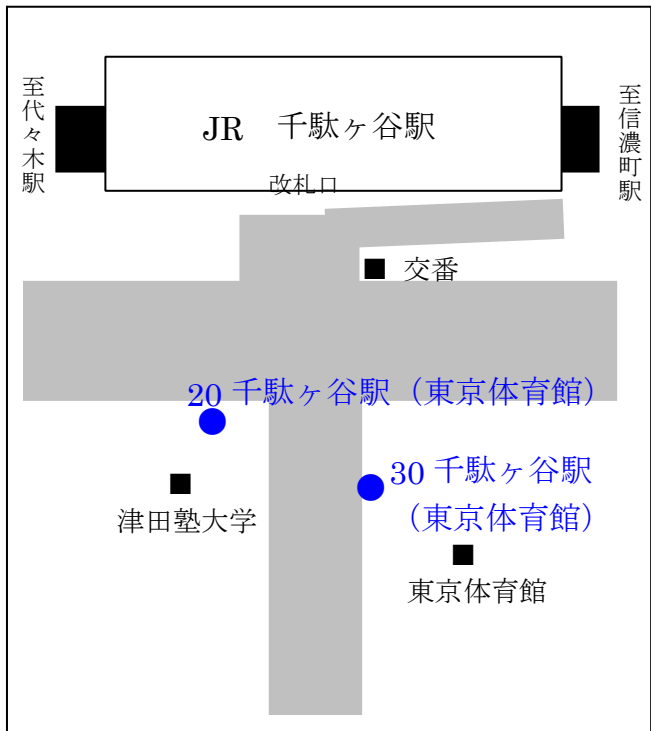 至代々木駅
JR 千駄ヶ谷駅
至信濃町駅
改札口
交番
20 千駄ヶ谷駅（東京体育館）
30 千駄ヶ谷駅
（東京体育館）
津田塾大学
東京体育館